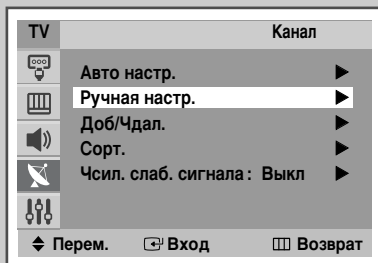 TV Канал
Авто настр.
Ручная настр.
Доб/Чдал.
Сорт.
Чсил. слаб. сигнала : Выкл
Перем. Вход Возврат